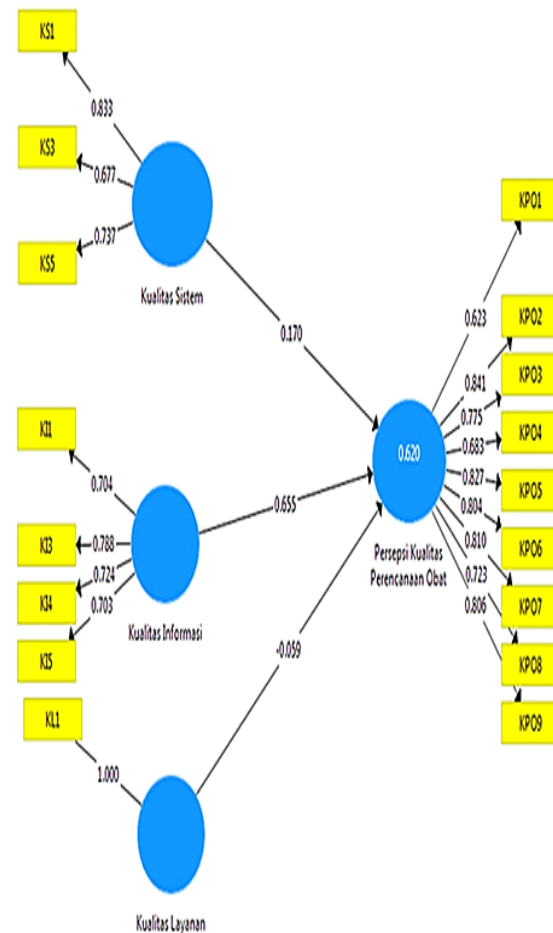 KS1
0.833
KS3
0.677
KS5
0.737
Kualitas Sistem
0.170
KI1
0.704
KI3
0.788
KI4
0.724
KI5
0.703
Kualitas Informasi
0.655
KL1
1.000
Kualitas Layanan
-0.059
0.620
Persepsi Kualitas
Perencanaan Obat
KPO1
0.623
KPO2
0.841
KPO3
0.775
KPO4
0.683
KPO5
0.827
KPO6
0.804
KPO7
0.810
KPO8
0.723
KPO9
0.806